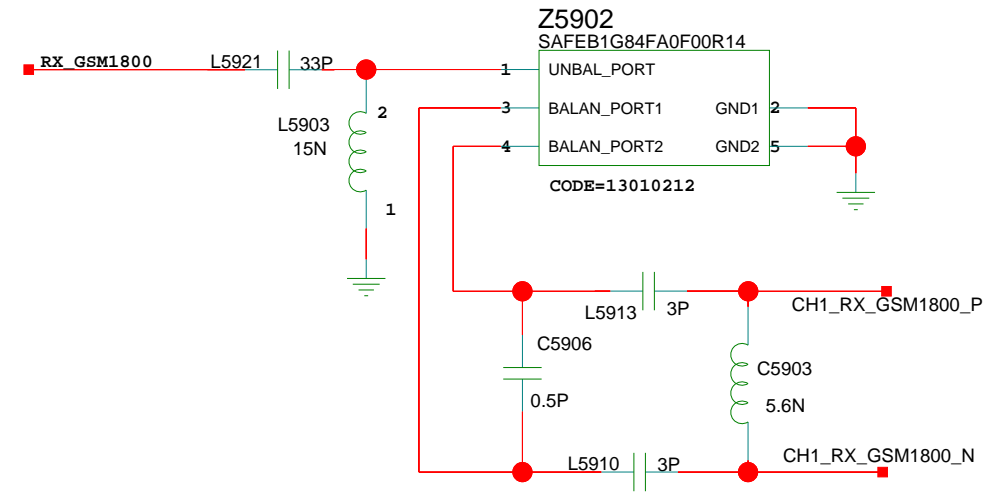 Z5902
SAFEB1G84FA0F00R14
RX_GSM1800
L5921
33P
1
UNBAL_PORT
3
BALAN_PORT1
GND1
2
4
BALAN_PORT2
GND2
5
2
L5903
15N
1
CODE=13010212
L5913
3P
CH1_RX_GSM1800_P
C5906
0.5P
C5903
5.6N
L5910
3P
CH1_RX_GSM1800_N